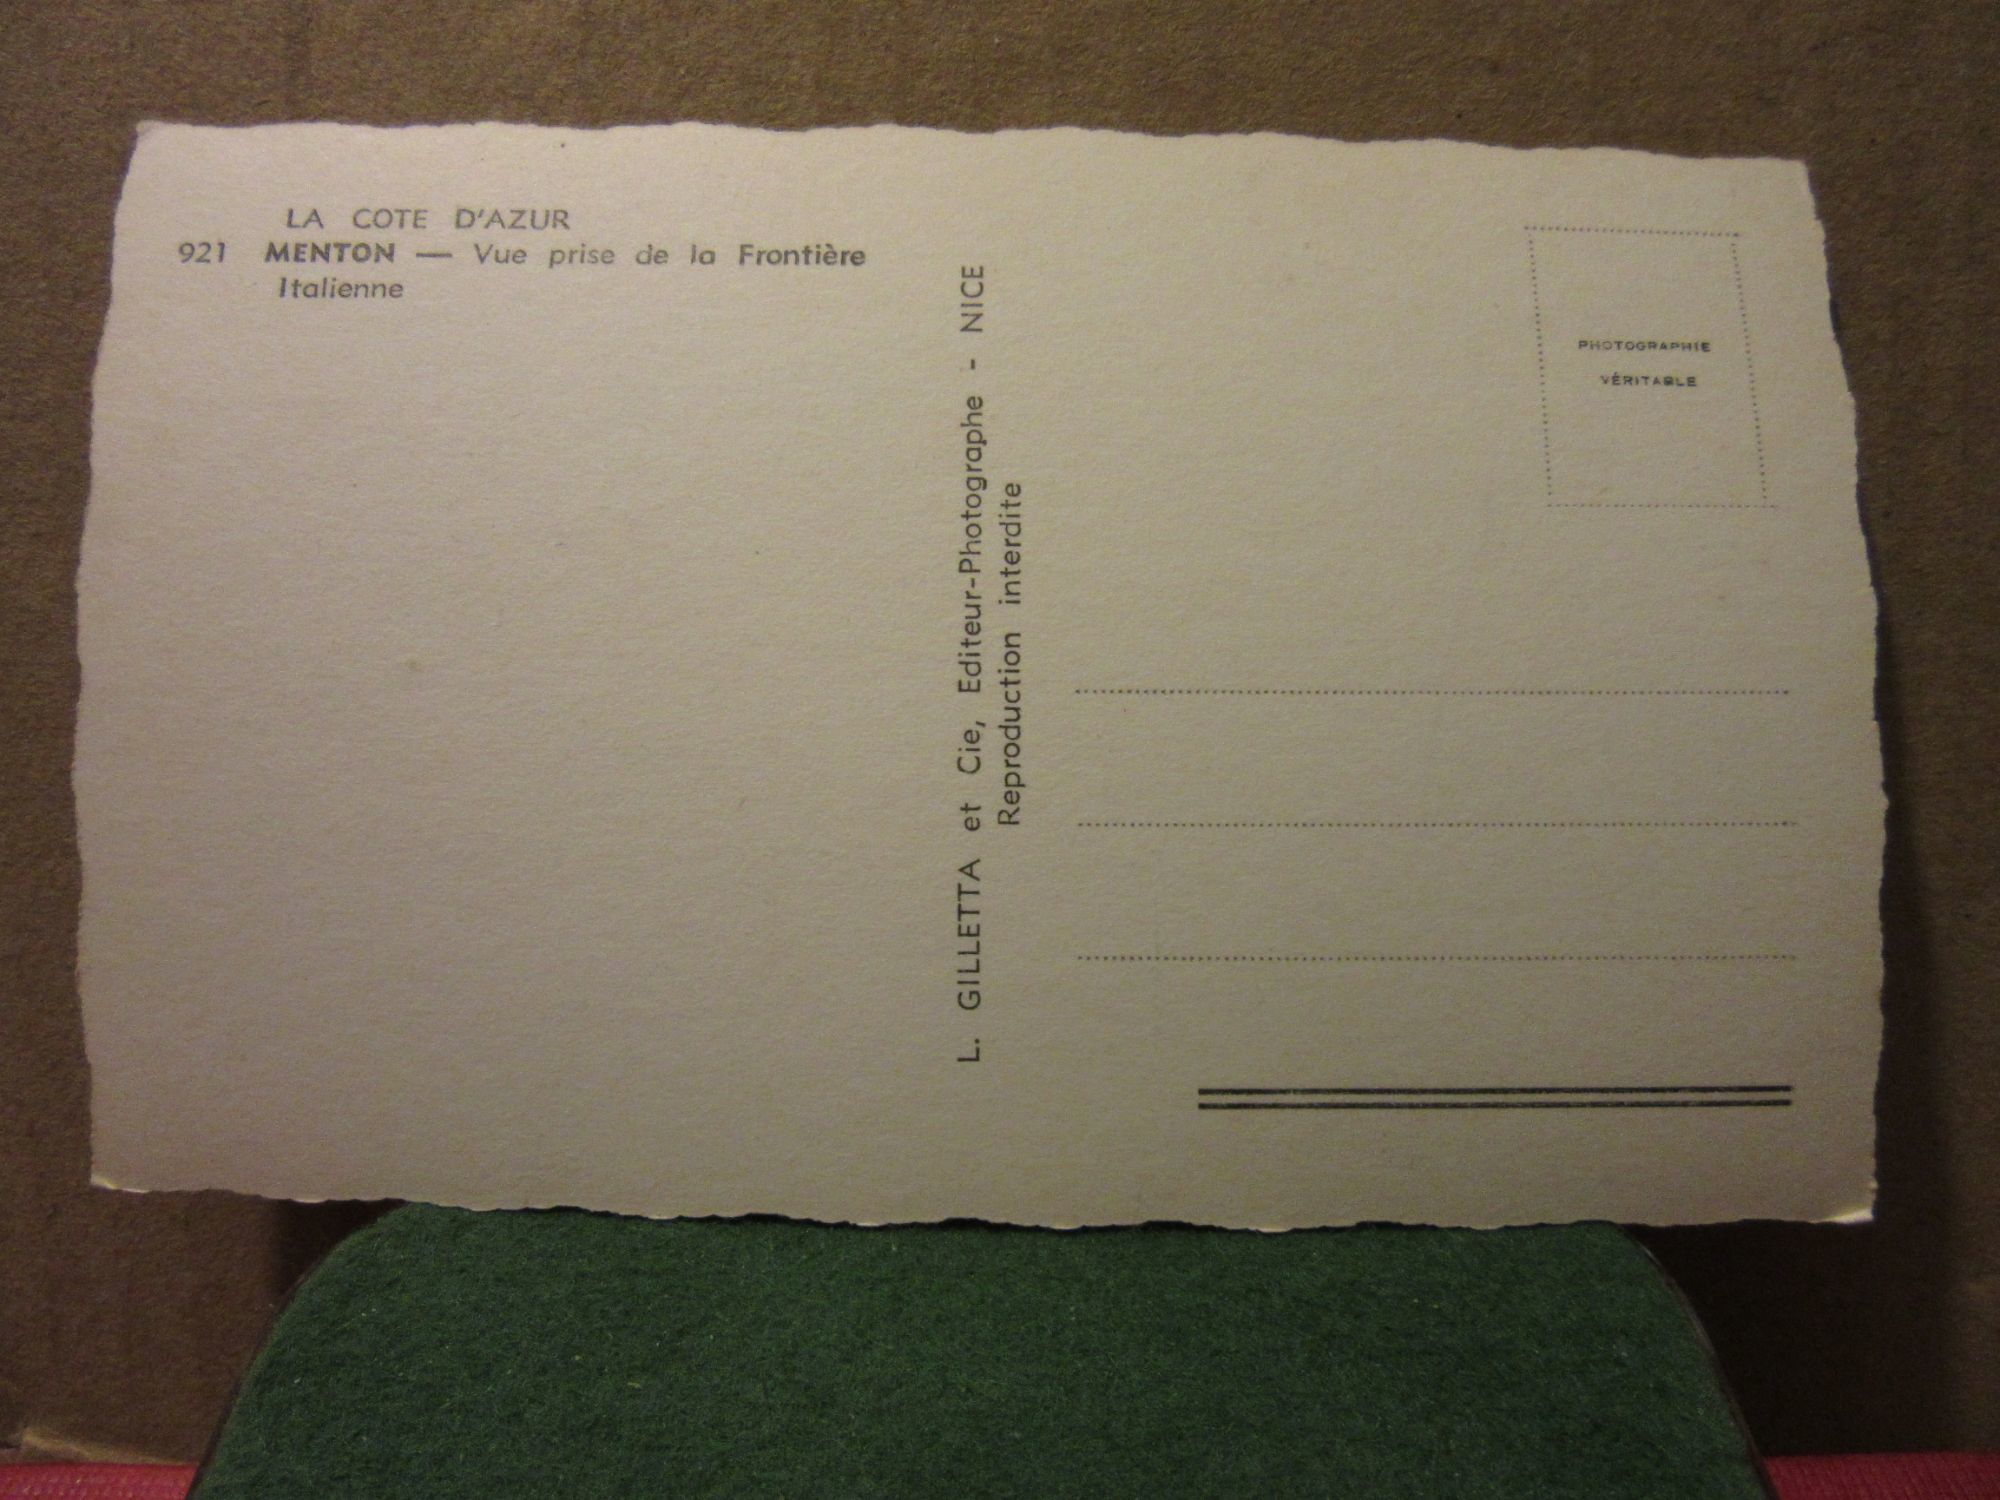 LA COTE D'AZUR
921 MENTON — Vue prise de la Frontière
Italienne
L. GILLETTA et Cie, Editeur-Photographe - NICE
Reproduction interdite
PHOTOGRAPHIE
VÉRITABLE